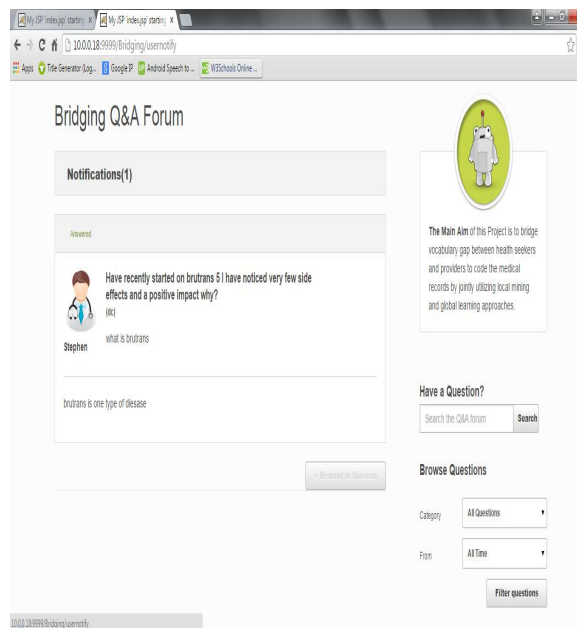 My JSP 'index.jsp' starting
My JSP 'index.jsp' starting
10.0.0.18:9999/Bridging/usernotify
Apps
Title Generator (Log...
Google IP
Android Speech to ...
W3Schools Online ...
Bridging Q&A Forum
Notifications(1)
Answered
Have recently started on brutrans 5 I have noticed very few side
effects and a positive impact why?
(dc)
what is brutrans
Stephen
brutrans is one type of diesase
+ Respond to Question
The Main Aim of this Project is to bridge
vocabulary gap between health seekers
and providers to code the medical
records by jointly utilizing local mining
and global learning approaches.
Have a Question?
Search the Q&A forum
Search
Browse Questions
Category
All Questions
From
All Time
Filter questions
10.0.0.18:9999/Bridging/usernotify